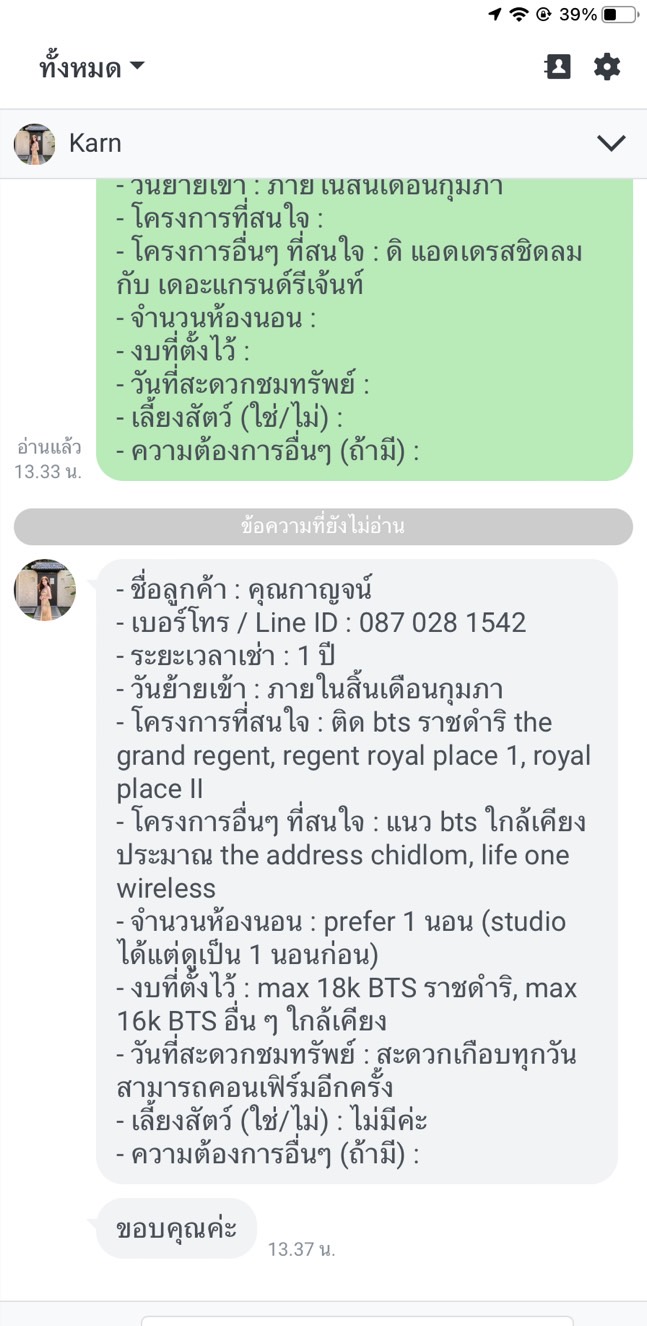 39%
ทั้งหมด
Karn
- วันย้ายเข้า : ภายในสิ้นเดือนกุมภา
- โครงการที่สนใจ :
- โครงการอื่นๆ ที่สนใจ : ดิ แอดเดรสชิดลม
กับ เดอะแกรนด์รีเจ้นท์
- จำนวนห้องนอน :
- งบที่ตั้งไว้ :
- วันที่สะดวกชมทรัพย์ :
- เลี้ยงสัตว์ (ใช่/ไม่) :
- ความต้องการอื่นๆ (ถ้ามี) :
อ่านแล้ว
13.33 น.
ข้อความที่ยังไม่อ่าน
- ชื่อลูกค้า : คุณกาญจน์
- เบอร์โทร / Line ID : 087 028 1542
- ระยะเวลาเช่า : 1 ปี
- วันย้ายเข้า : ภายในสิ้นเดือนกุมภา
- โครงการที่สนใจ : ติด bts ราชดำริ the
grand regent, regent royal place 1, royal
place II
- โครงการอื่นๆ ที่สนใจ : แนว bts ใกล้เคียง
ประมาณ the address chidlom, life one
wireless
- จำนวนห้องนอน : prefer 1 นอน (studio
ได้แต่ดูเป็น 1 นอนก่อน)
- งบที่ตั้งไว้ : max 18k BTS ราชดำริ, max
16k BTS อื่น ๆ ใกล้เคียง
- วันที่สะดวกชมทรัพย์ : สะดวกเกือบทุกวัน
สามารถคอนเฟิร์มอีกครั้ง
- เลี้ยงสัตว์ (ใช่/ไม่) : ไม่มีค่ะ
- ความต้องการอื่นๆ (ถ้ามี) :
ขอบคุณค่ะ
13.37 น.